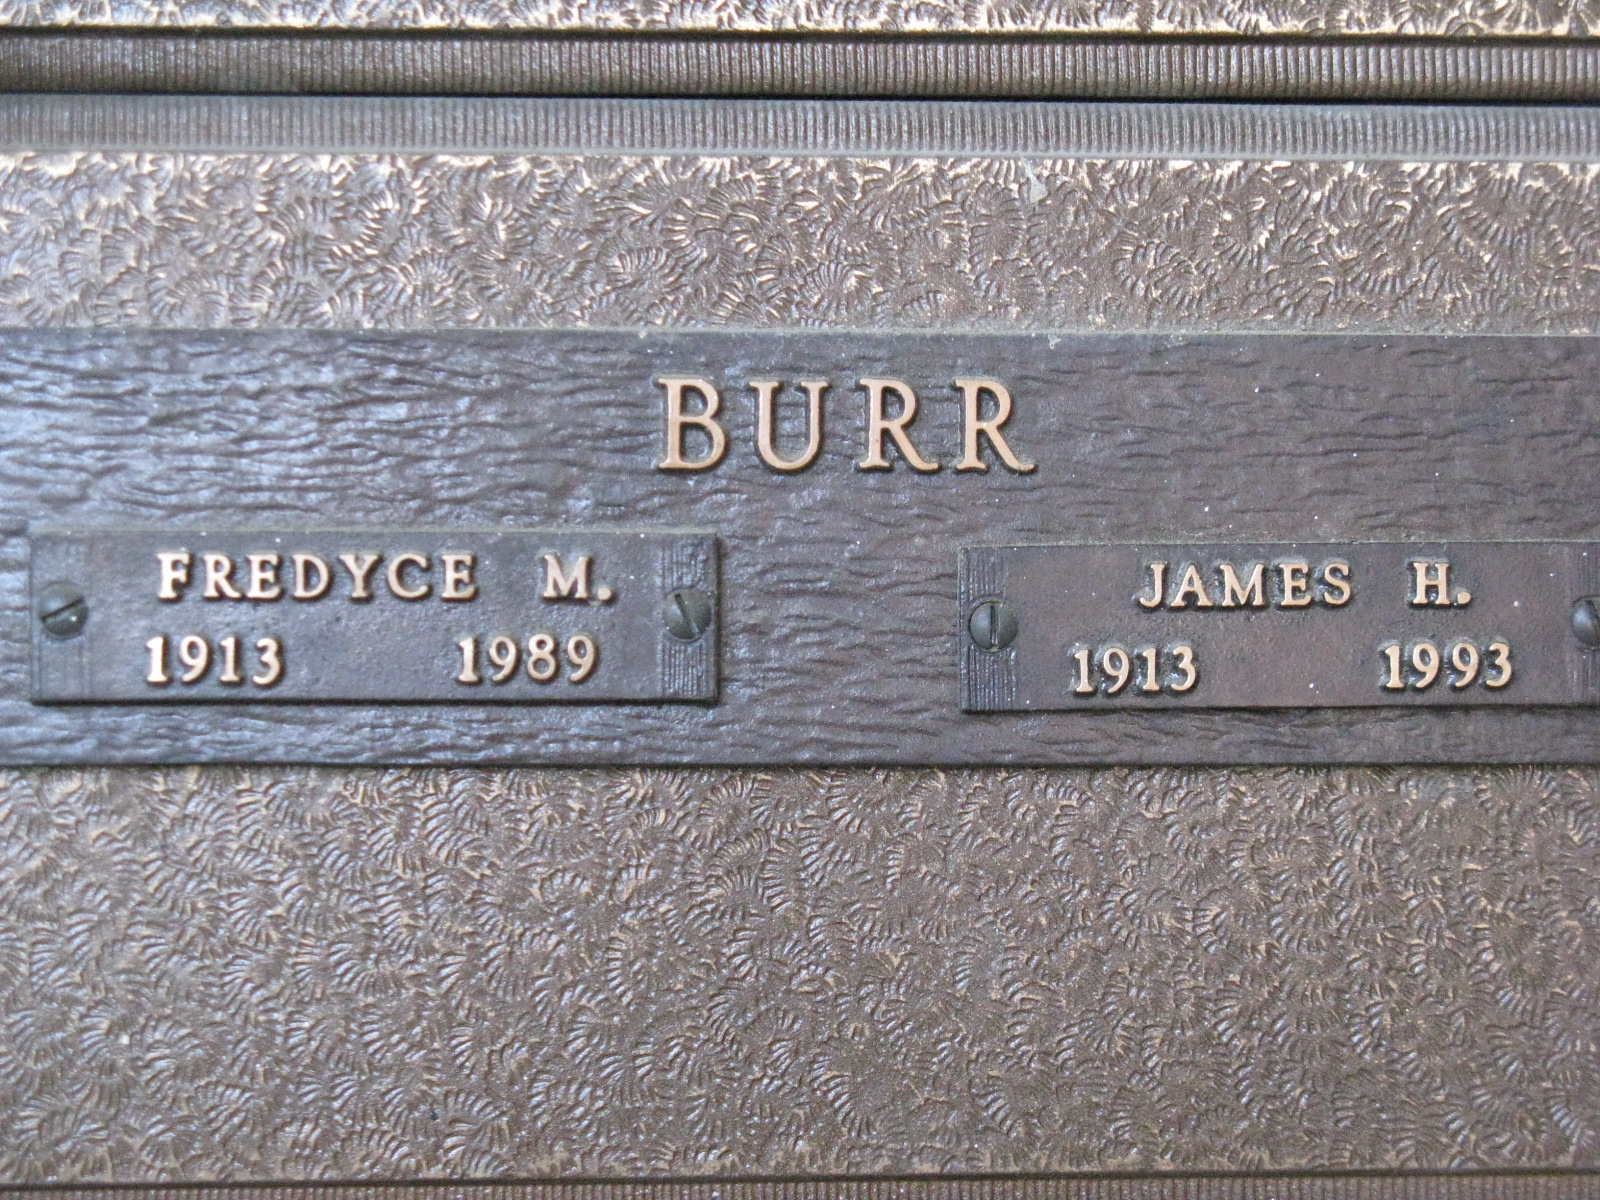 BURR
FREDYCE M.
1913 1989
JAMES H.
1913 1993